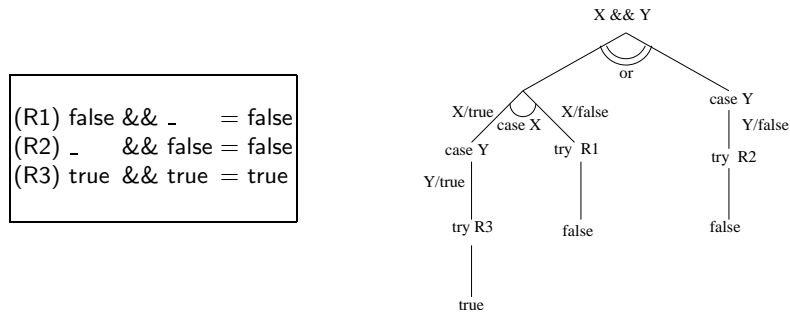 (R1) false && _ = false
(R2) _ && false = false
(R3) true && true = true
X && Y
or
case Y
X/true
X/false
case X
Y/false
case Y
try R1
try R2
Y/true
try R3
false
false
true